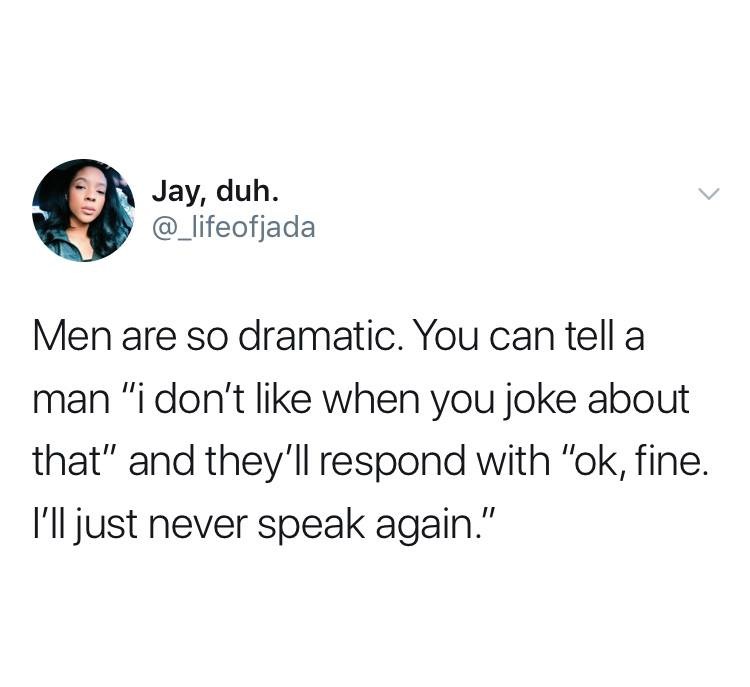 Jay, duh.
@_lifeofjada
Men are so dramatic. You can tell a
man “i don’t like when you joke about
that” and they’ll respond with “ok, fine.
I’ll just never speak again.”